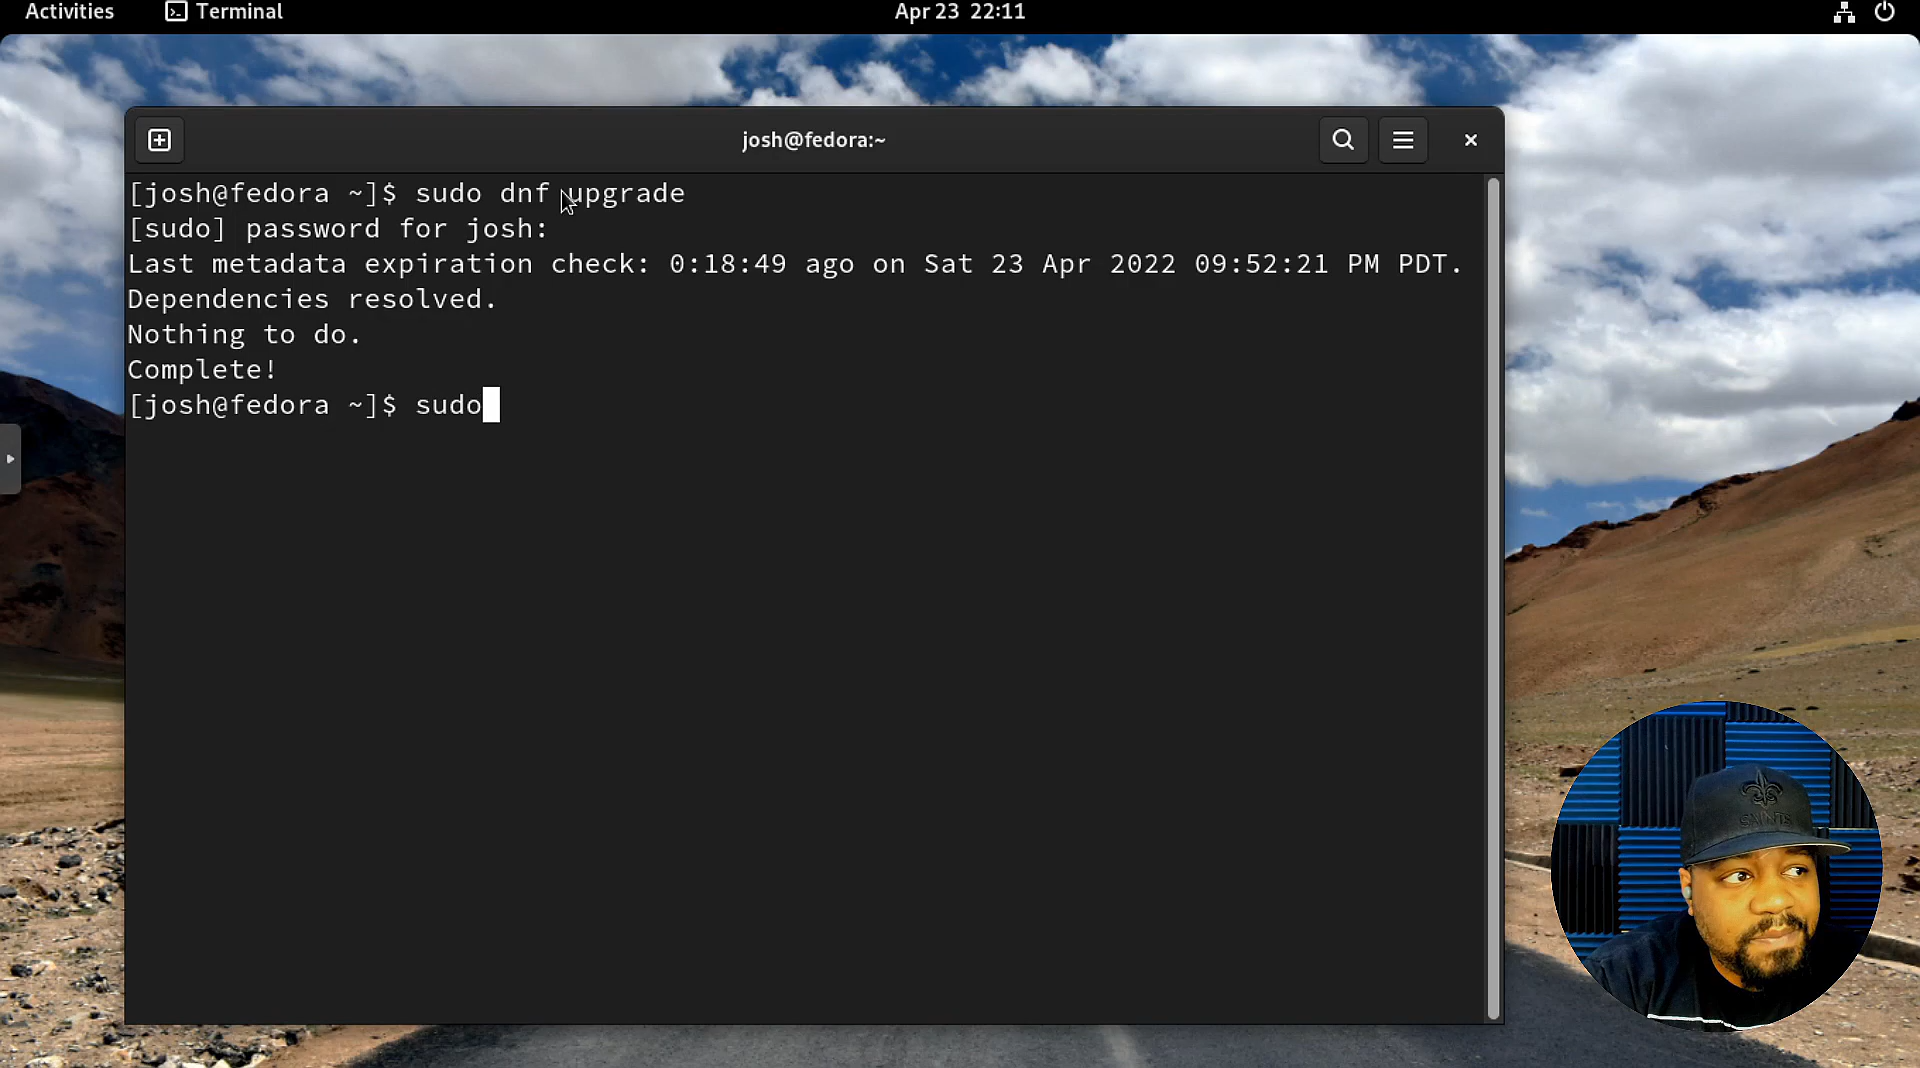 Activities Terminal Apr 23 22:11
josh@fedora:~
[josh@fedora ~]$ sudo dnf upgrade
[sudo] password for josh:
Last metadata expiration check: 0:18:49 ago on Sat 23 Apr 2022 09:52:21 PM PDT.
Dependencies resolved.
Nothing to do.
Complete!
[josh@fedora ~]$ sudo
SAINTS